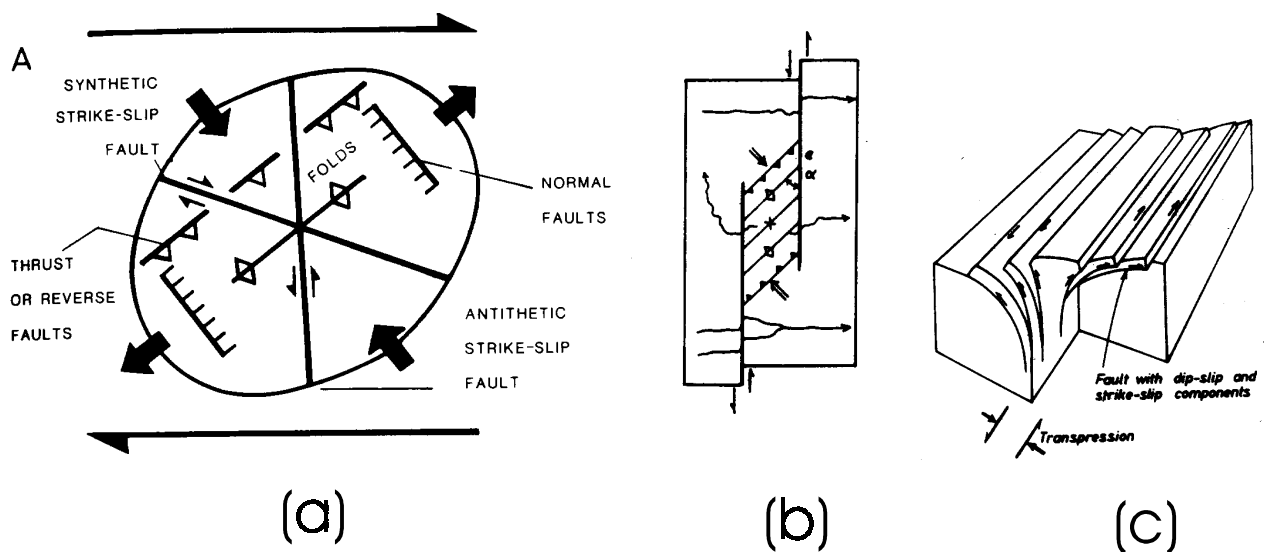 A
SYNTHETIC
STRIKE-SLIP
FAULT
FOLDS
NORMAL
FAULTS
THRUST
OR REVERSE
FAULTS
ANTITHETIC
STRIKE-SLIP
FAULT
(a)
e
α
(b)
Fault with dip-slip and
strike-slip components
Transpression
(c)